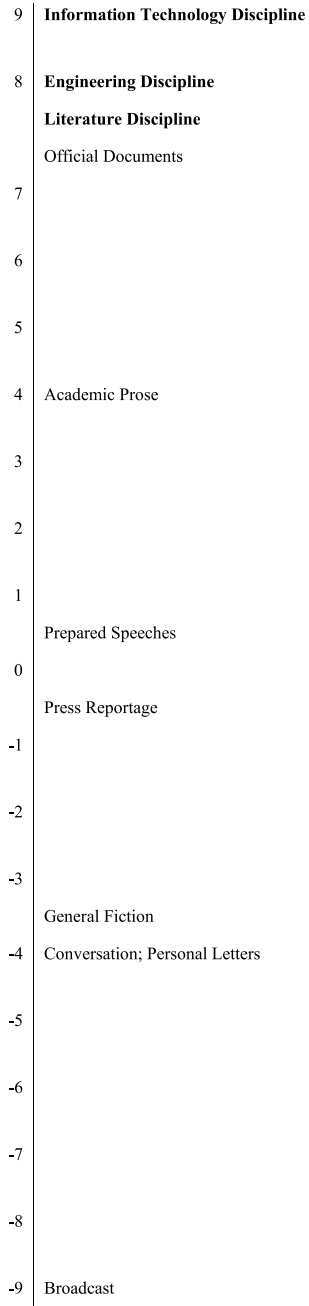 9 Information Technology Discipline
8 Engineering Discipline
Literature Discipline
Official Documents
7
6
5
4 Academic Prose
3
2
1
Prepared Speeches
0
Press Reportage
-1
-2
-3
General Fiction
-4 Conversation; Personal Letters
-5
-6
-7
-8
-9 Broadcast